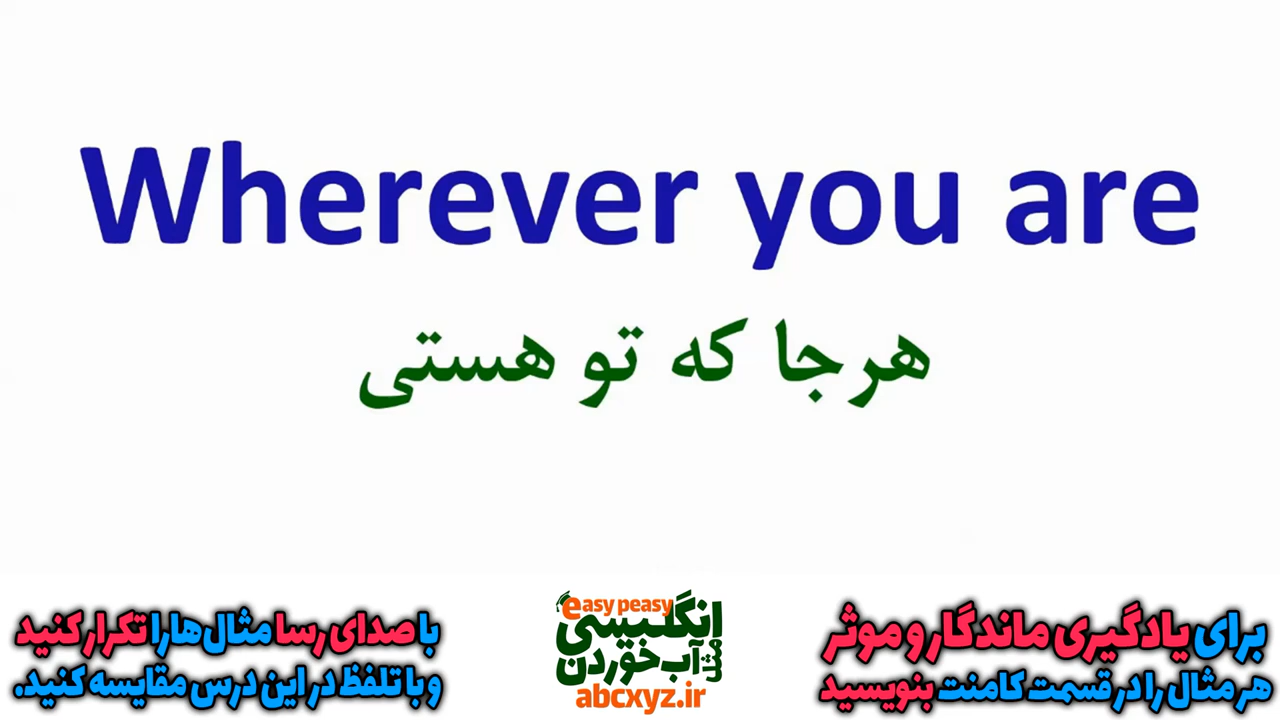 Wherever you are
هرجا که تو هستی
برای یادگیری ماندگار و موثر
هر مثال را در قسمت کامنت بنویسید
easy peasy
انگلیسی
مثل آب خوردن
abcxyz.ir
با صدای رسا مثال‌ها را تکرار کنید
و با تلفظ در این درس مقایسه کنید.